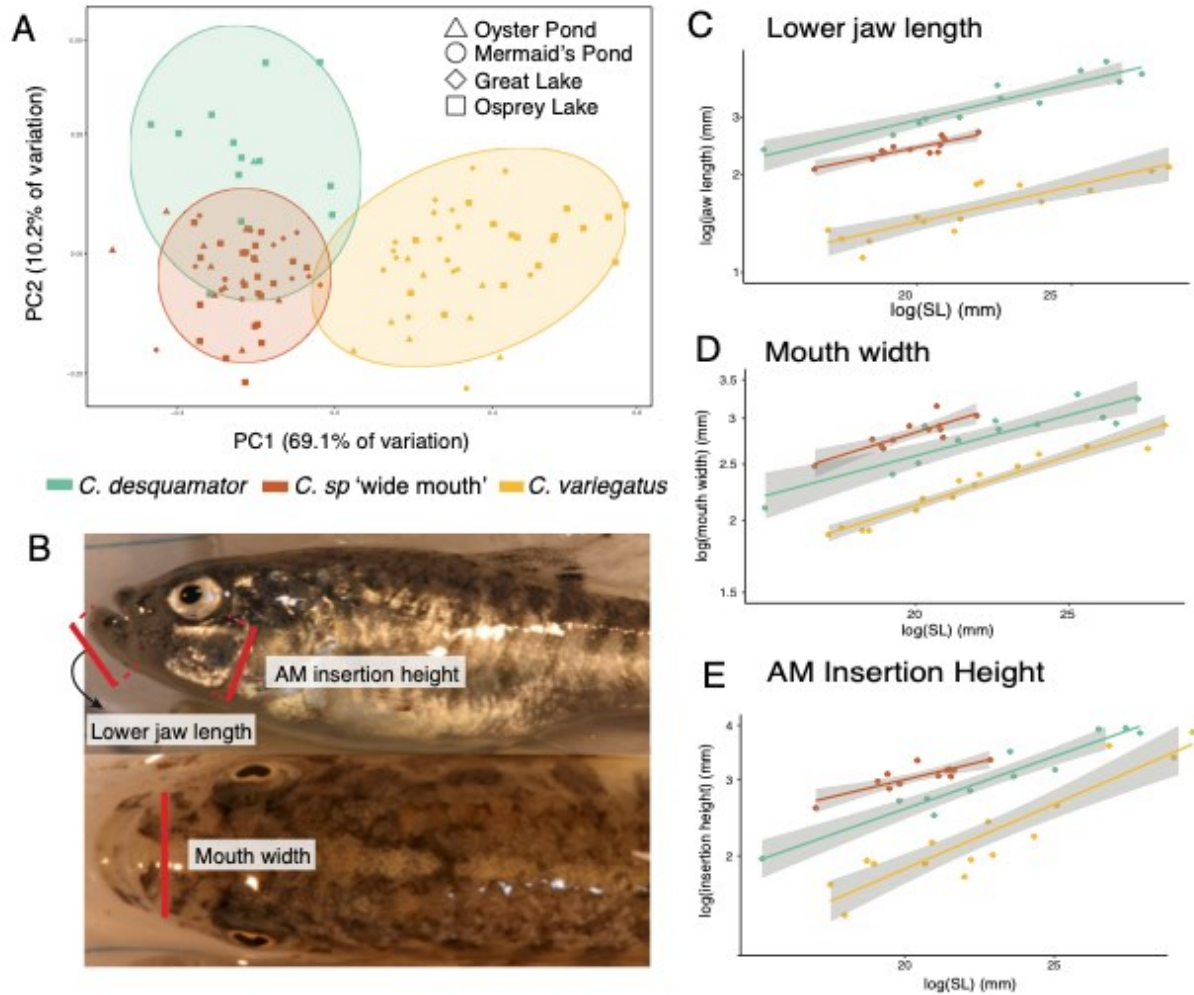 A
Oyster Pond
Mermaid's Pond
Great Lake
Osprey Lake
PC2 (10.2% of variation)
PC1 (69.1% of variation)
C. desquamator C. sp 'wide mouth' C. variegatus
B
AM insertion height
Lower jaw length
Mouth width
C Lower jaw length
log(jaw length) (mm)
3
2
1
20 25
log(SL) (mm)
D Mouth width
log(mouth width) (mm)
3.5
3
2.5
2
1.5
20 25
log(SL) (mm)
E AM Insertion Height
log(insertion height) (mm)
4
3
2
20 25
log(SL) (mm)